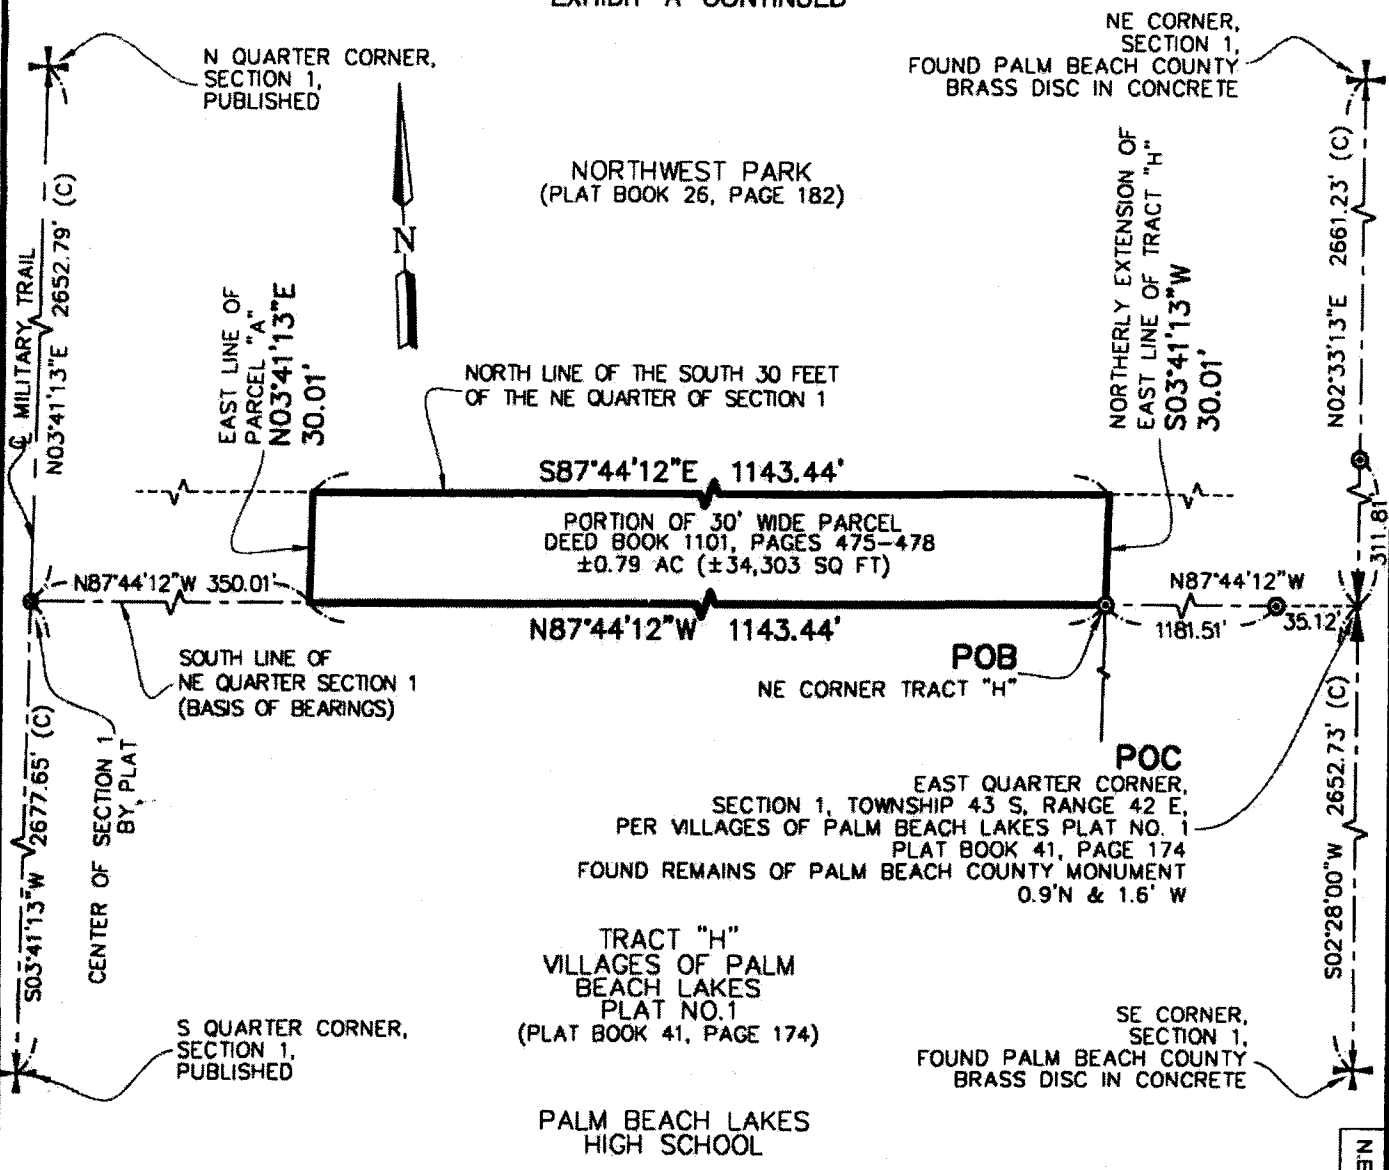 EXHIBIT "A" CONTINUED
N QUARTER CORNER,
SECTION 1,
PUBLISHED
NE CORNER,
SECTION 1,
FOUND PALM BEACH COUNTY
BRASS DISC IN CONCRETE
NORTHWEST PARK
(PLAT BOOK 26, PAGE 182)
N
℄ MILITARY TRAIL
N03°41'13"E 2652.79' (C)
EAST LINE OF
PARCEL "A"
N03°41'13"E
30.01'
NORTH LINE OF THE SOUTH 30 FEET
OF THE NE QUARTER OF SECTION 1
NORTHERLY EXTENSION OF
EAST LINE OF TRACT "H"
S03°41'13"W
30.01'
N02°33'13"E 2661.23' (C)
311.81'
S87°44'12"E 1143.44'
PORTION OF 30' WIDE PARCEL
DEED BOOK 1101, PAGES 475-478
±0.79 AC (±34,303 SQ FT)
N87°44'12"W 350.01'
N87°44'12"W 1143.44'
N87°44'12"W
1181.51'
35.12'
SOUTH LINE OF
NE QUARTER SECTION 1
(BASIS OF BEARINGS)
POB
NE CORNER TRACT "H"
CENTER OF SECTION 1
BY PLAT
S03°41'13"W 2677.65' (C)
POC
EAST QUARTER CORNER,
SECTION 1, TOWNSHIP 43 S, RANGE 42 E,
PER VILLAGES OF PALM BEACH LAKES PLAT NO. 1
PLAT BOOK 41, PAGE 174
FOUND REMAINS OF PALM BEACH COUNTY MONUMENT
0.9'N & 1.6' W
S02°28'00"W 2652.73' (C)
TRACT "H"
VILLAGES OF PALM
BEACH LAKES
PLAT NO.1
(PLAT BOOK 41, PAGE 174)
S QUARTER CORNER,
SECTION 1,
PUBLISHED
SE CORNER,
SECTION 1,
FOUND PALM BEACH COUNTY
BRASS DISC IN CONCRETE
PALM BEACH LAKES
HIGH SCHOOL